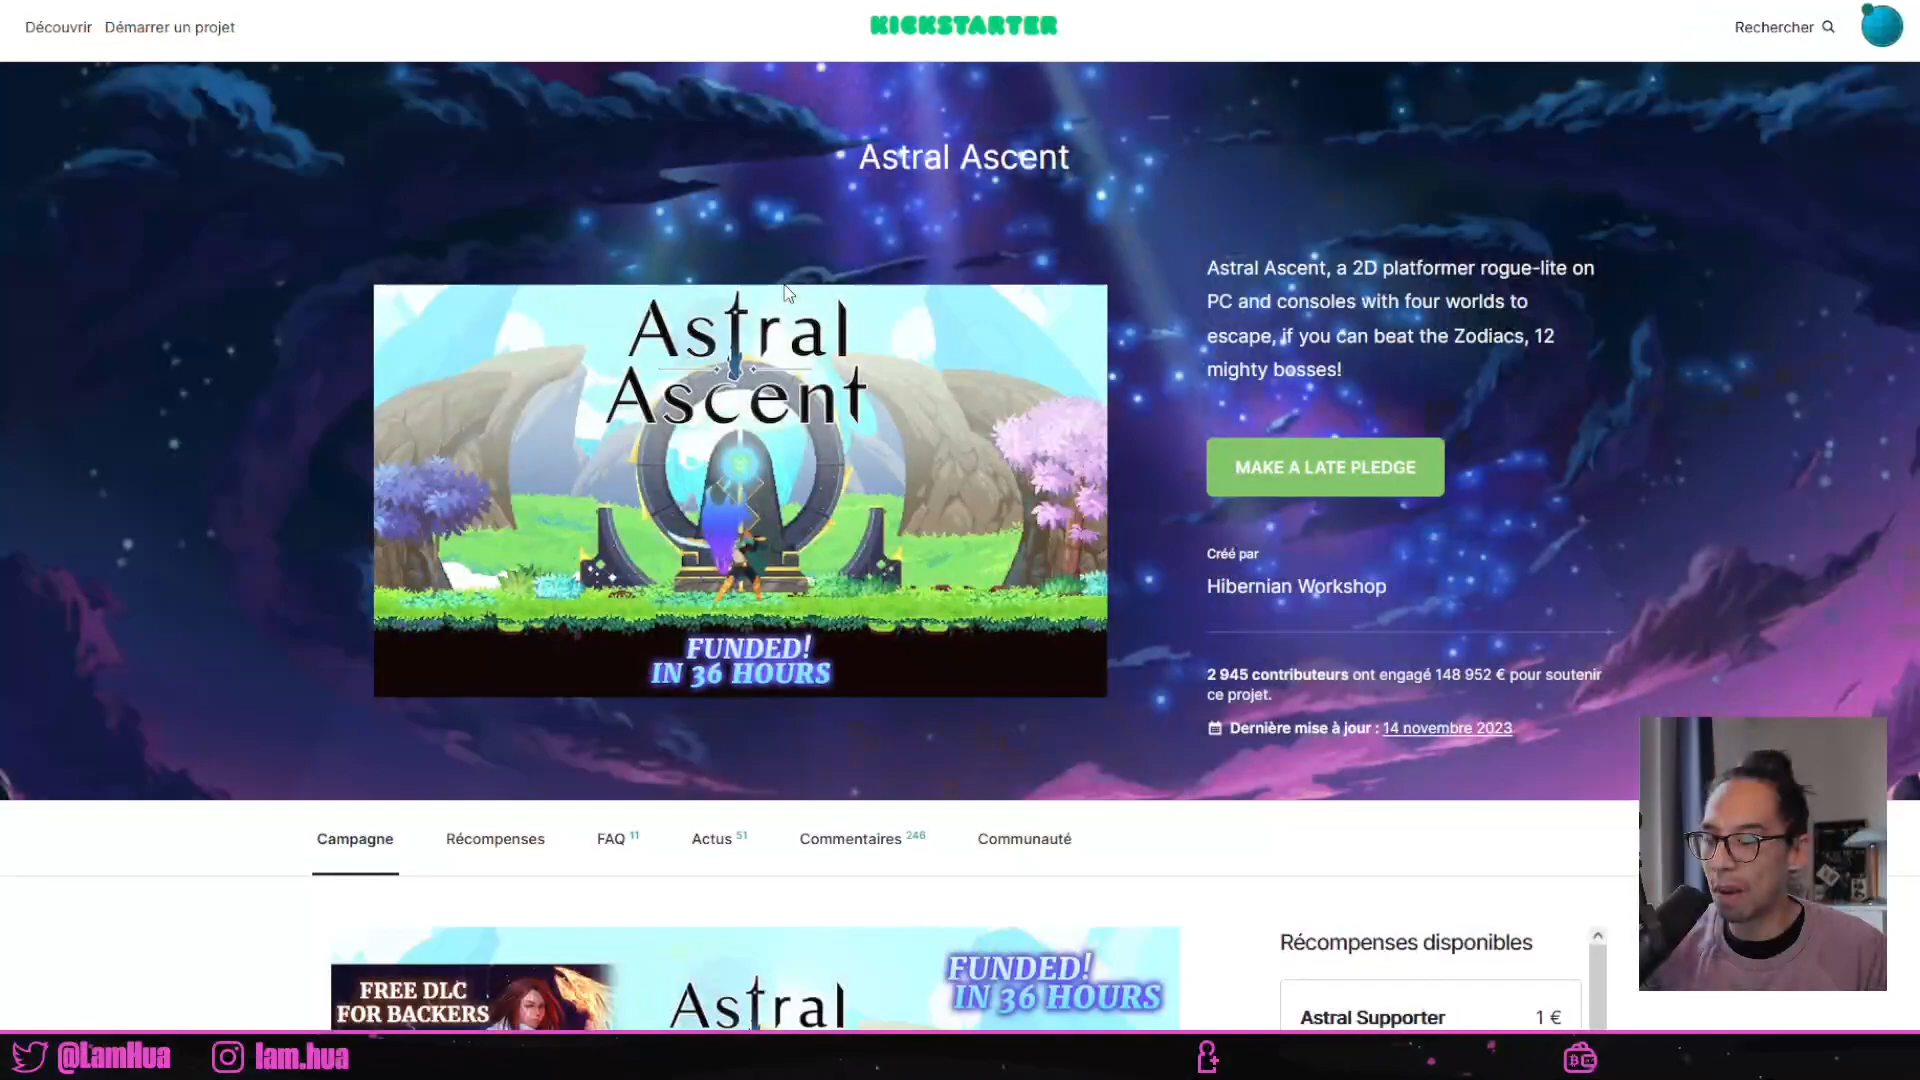 Découvrir Démarrer un projet
KICKSTARTER
Rechercher
Astral Ascent
Astral
Ascent
FUNDED!
IN 36 HOURS
Astral Ascent, a 2D platformer rogue-lite on
PC and consoles with four worlds to
escape, if you can beat the Zodiacs, 12
mighty bosses!
MAKE A LATE PLEDGE
Créé par
Hibernian Workshop
2 945 contributeurs ont engagé 148 952 € pour soutenir
ce projet.
Dernière mise à jour : 14 novembre 2023
Campagne Récompenses FAQ 11 Actus 51 Commentaires 246 Communauté
FREE DLC
FOR BACKERS
Astral
FUNDED!
IN 36 HOURS
Récompenses disponibles
Astral Supporter 1 €
@LamHua lam.hua